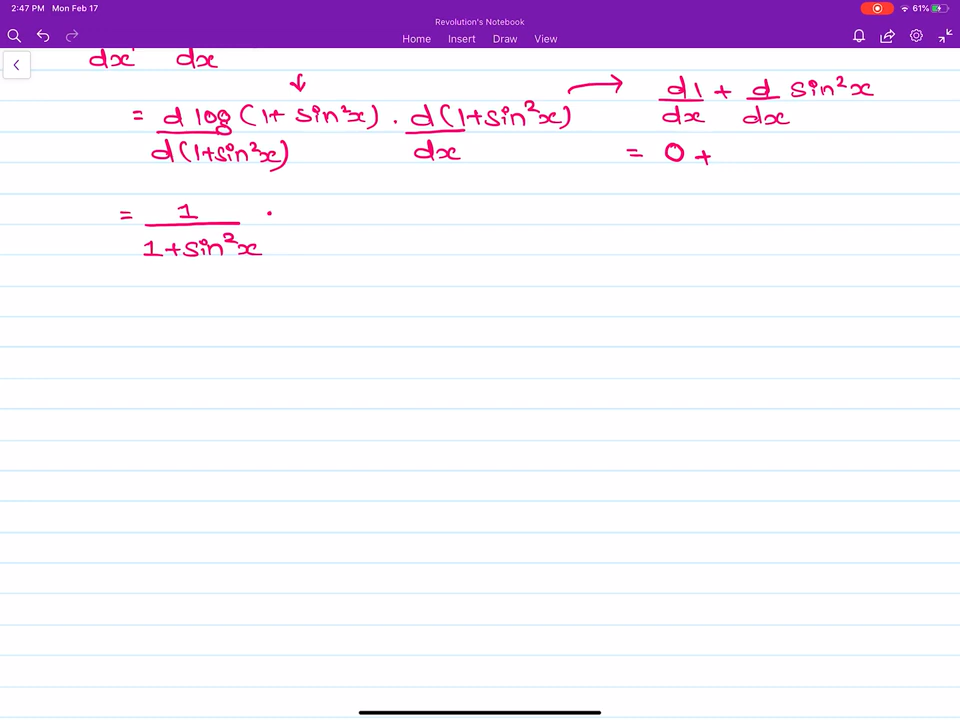 2:47 PM Mon Feb 17
61%
Revolution's Notebook
Home Insert Draw View
dx dx
= d log (1+ sin²x) . d(1+sin²x)
d(1+sin²x) dx
d1 + d sin²x
dx dx
= 0 +
= 1 .
1+sin²x